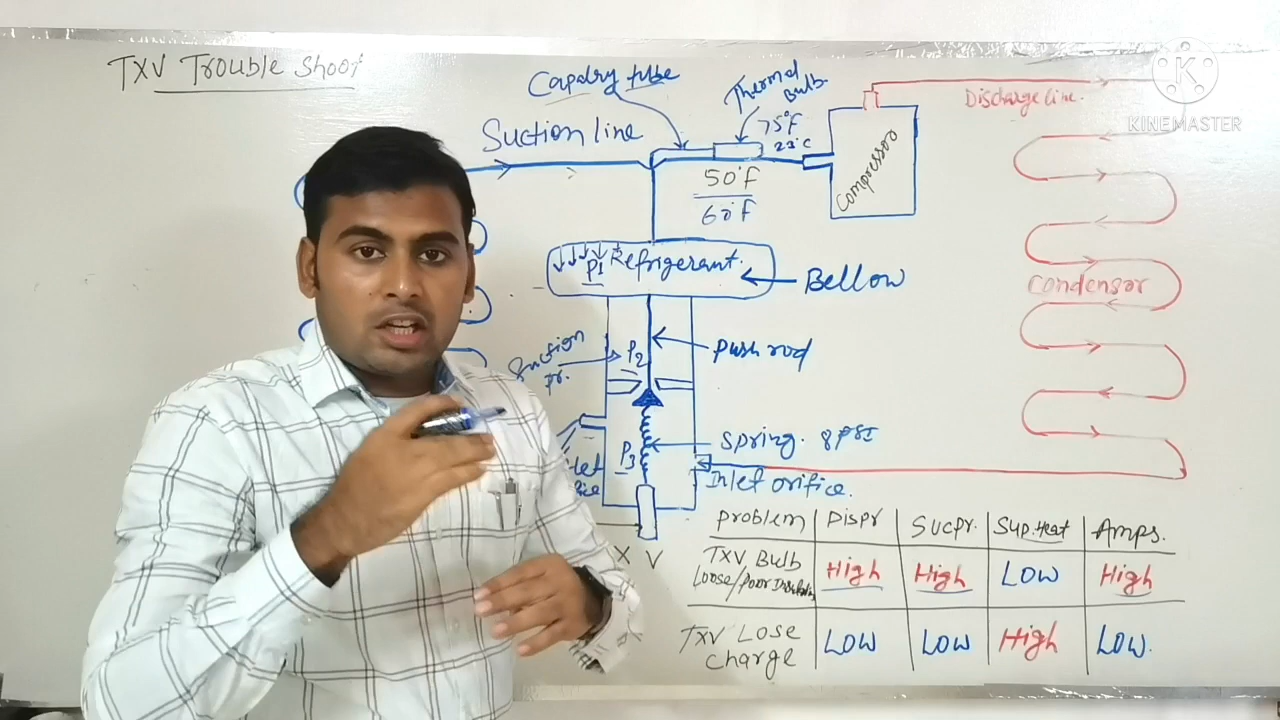 TXV Trouble Shoot
Capalry tube
Thermal
Bulb
75°F
23°C
Suction line
50°F
60°F
Compressor
Discharge line.
KINEMASTER
P1 Refrigerant.
Bellow
Condensor
Suction
Pr.
P2
Push rod
Spring. 8 PSI
P3
Inlet orifice.
X V
Problem Dispr Sucpr. Sup.Heat Amps.
TXV Bulb
Loose/Poor High High Low High
TXV Lose
charge Low Low High Low.